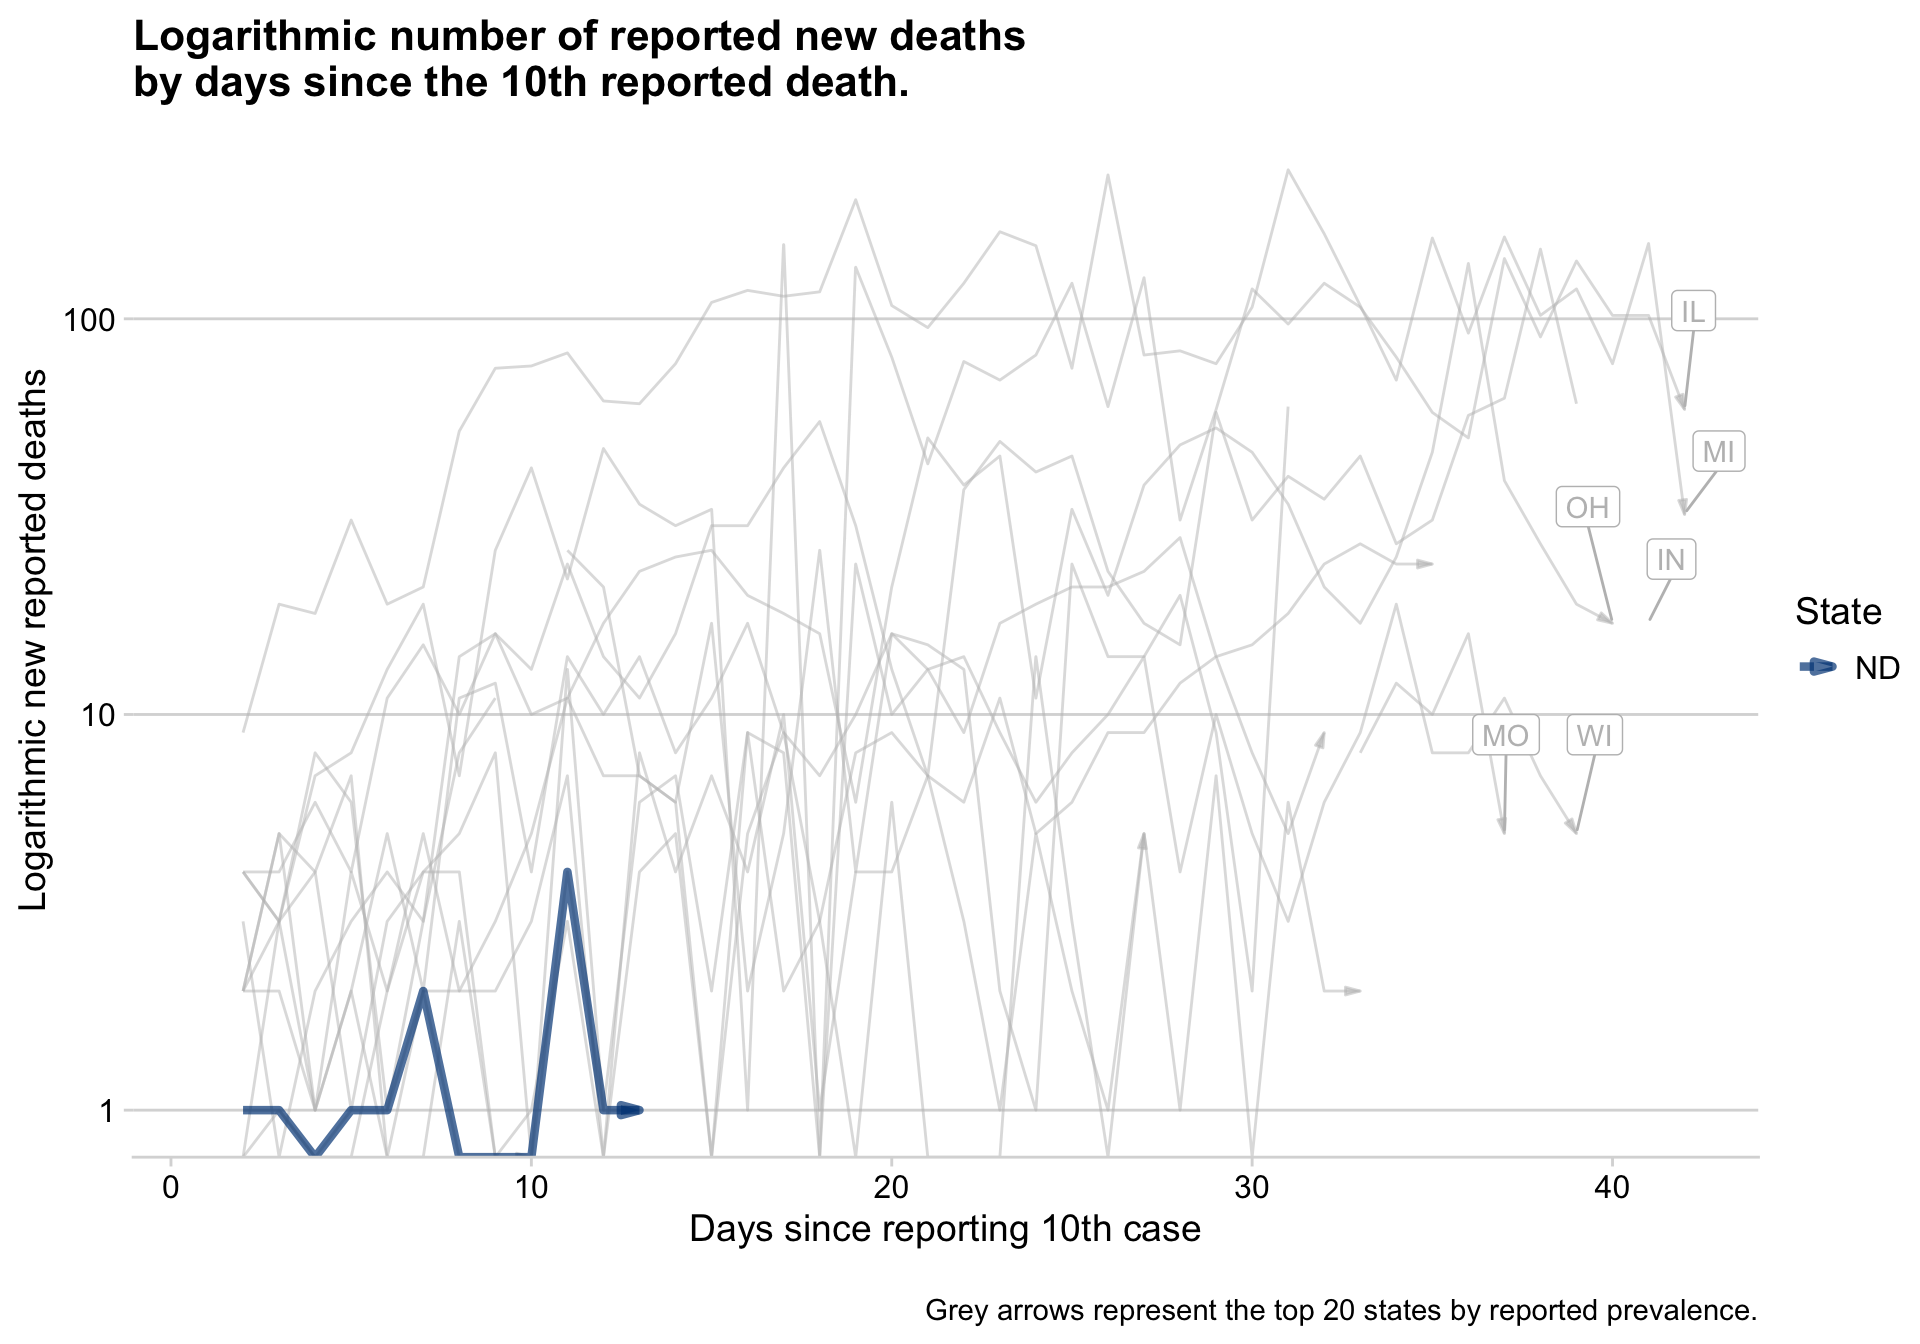 Logarithmic number of reported new deaths
by days since the 10th reported death.
Logarithmic new reported deaths
100
10
1
IL
MI
OH
IN
MO
WI
State
ND
0
10
20
30
40
Days since reporting 10th case
Grey arrows represent the top 20 states by reported prevalence.